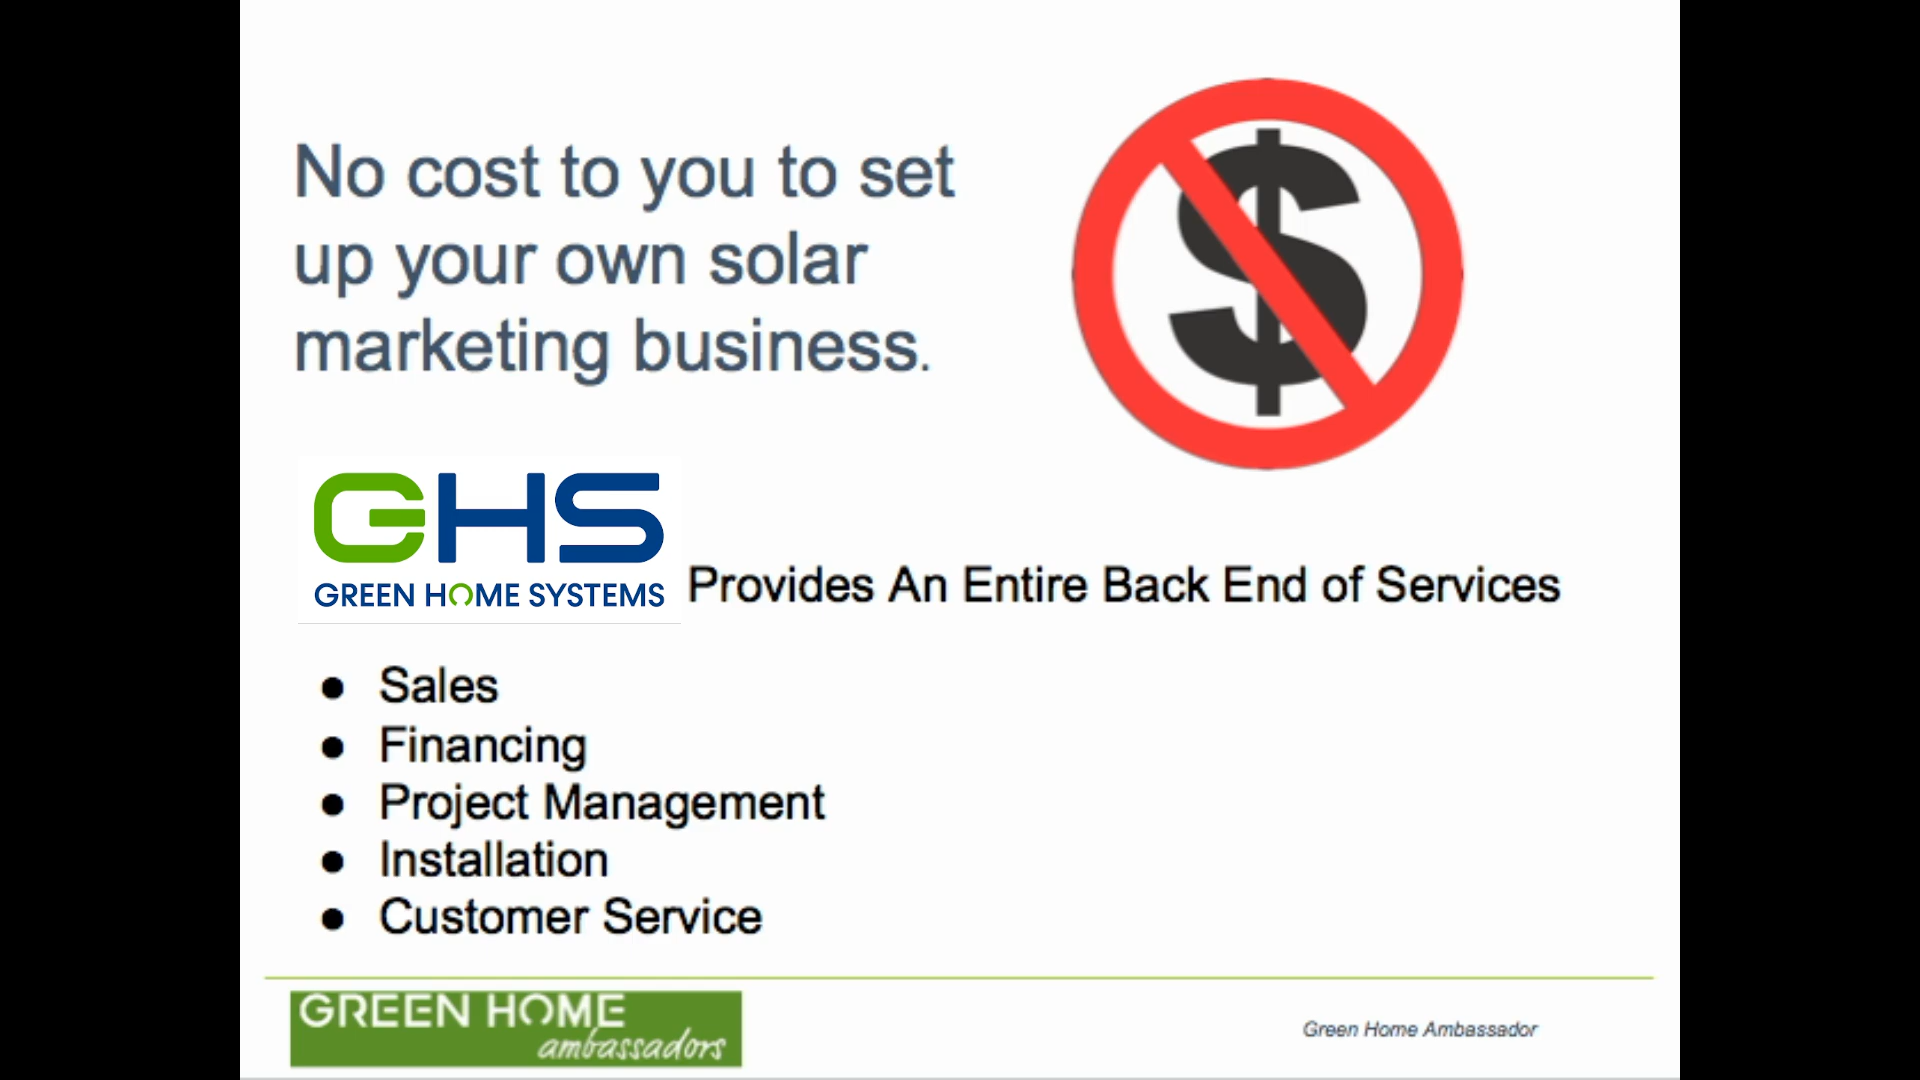 No cost to you to set
up your own solar
marketing business.
$
GHS
GREEN HOME SYSTEMS
Provides An Entire Back End of Services
● Sales
● Financing
● Project Management
● Installation
● Customer Service
GREEN HOME
ambassadors
Green Home Ambassador